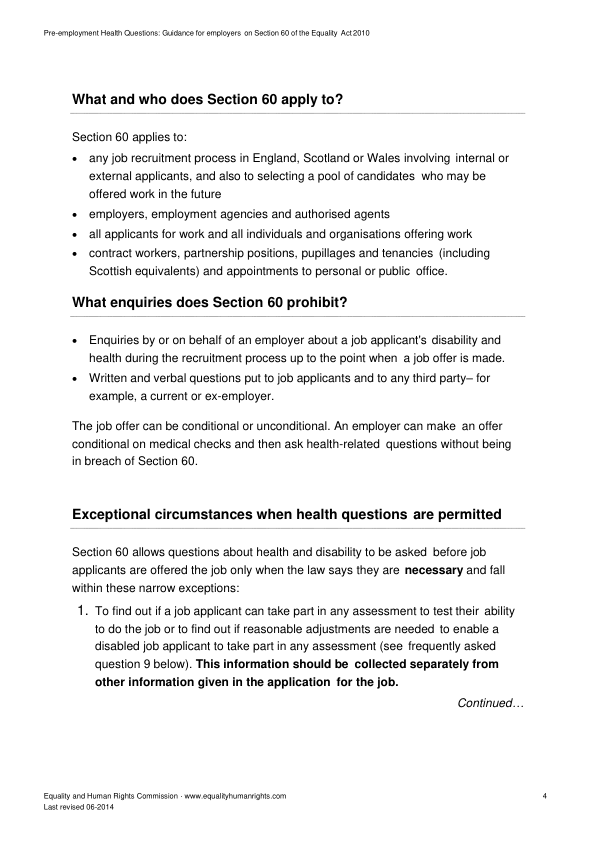 Pre-employment Health Questions: Guidance for employers on Section 60 of the Equality Act 2010
What and who does Section 60 apply to?
Section 60 applies to:
• any job recruitment process in England, Scotland or Wales involving internal or
external applicants, and also to selecting a pool of candidates who may be
offered work in the future
• employers, employment agencies and authorised agents
• all applicants for work and all individuals and organisations offering work
• contract workers, partnership positions, pupillages and tenancies (including
Scottish equivalents) and appointments to personal or public office.
What enquiries does Section 60 prohibit?
• Enquiries by or on behalf of an employer about a job applicant's disability and
health during the recruitment process up to the point when a job offer is made.
• Written and verbal questions put to job applicants and to any third party– for
example, a current or ex-employer.
The job offer can be conditional or unconditional. An employer can make an offer
conditional on medical checks and then ask health-related questions without being
in breach of Section 60.
Exceptional circumstances when health questions are permitted
Section 60 allows questions about health and disability to be asked before job
applicants are offered the job only when the law says they are necessary and fall
within these narrow exceptions:
1. To find out if a job applicant can take part in any assessment to test their ability
to do the job or to find out if reasonable adjustments are needed to enable a
disabled job applicant to take part in any assessment (see frequently asked
question 9 below). This information should be collected separately from
other information given in the application for the job.
Continued…
Equality and Human Rights Commission · www.equalityhumanrights.com 4
Last revised 06-2014